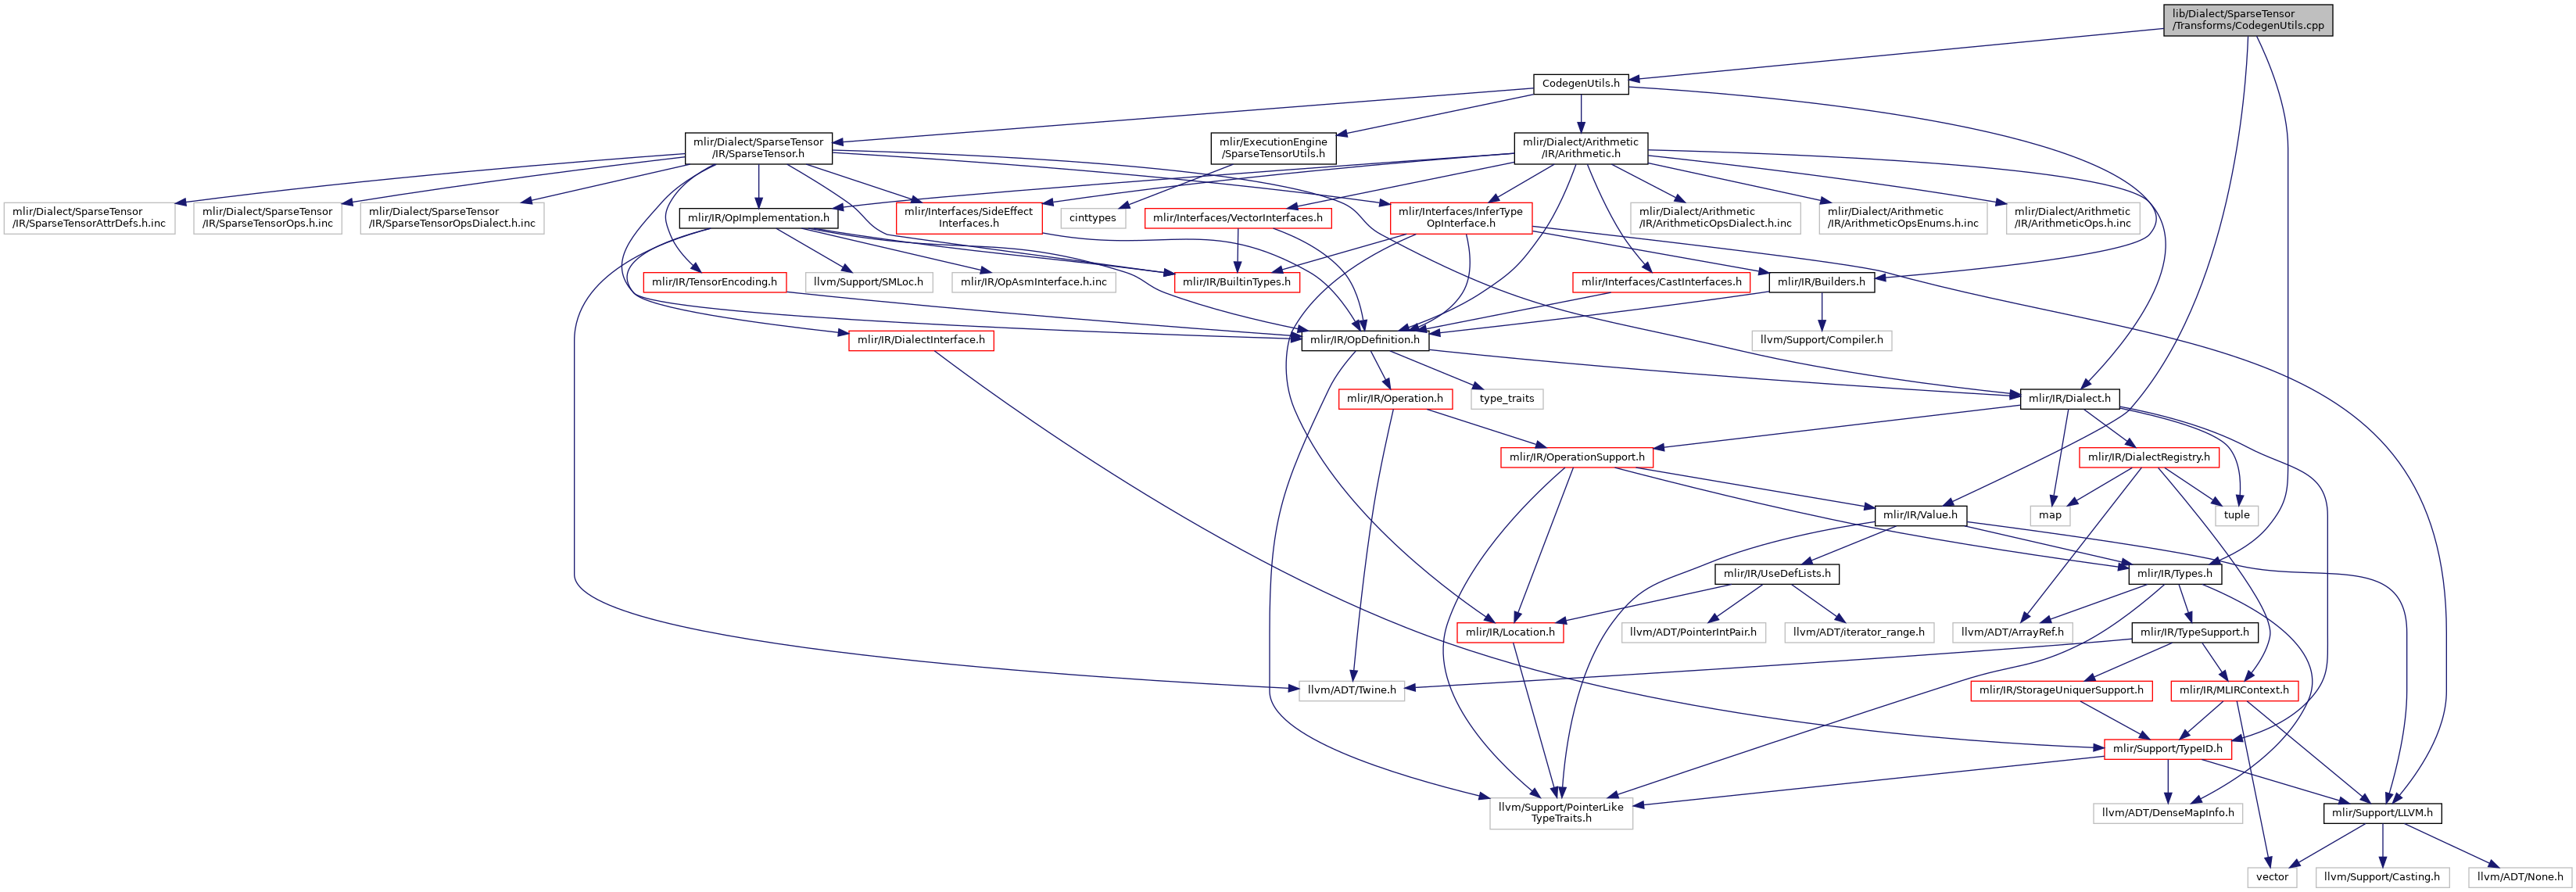 lib/Dialect/SparseTensor
/Transforms/CodegenUtils.cpp
CodegenUtils.h
mlir/Dialect/SparseTensor
/IR/SparseTensor.h
mlir/ExecutionEngine
/SparseTensorUtils.h
mlir/Dialect/Arithmetic
/IR/Arithmetic.h
mlir/Dialect/SparseTensor
/IR/SparseTensorAttrDefs.h.inc
mlir/Dialect/SparseTensor
/IR/SparseTensorOps.h.inc
mlir/Dialect/SparseTensor
/IR/SparseTensorOpsDialect.h.inc
mlir/IR/OpImplementation.h
mlir/Interfaces/SideEffect
Interfaces.h
cinttypes
mlir/Interfaces/VectorInterfaces.h
mlir/Interfaces/InferType
OpInterface.h
mlir/Dialect/Arithmetic
/IR/ArithmeticOpsDialect.h.inc
mlir/Dialect/Arithmetic
/IR/ArithmeticOpsEnums.h.inc
mlir/Dialect/Arithmetic
/IR/ArithmeticOps.h.inc
mlir/IR/TensorEncoding.h
llvm/Support/SMLoc.h
mlir/IR/OpAsmInterface.h.inc
mlir/IR/BuiltinTypes.h
mlir/Interfaces/CastInterfaces.h
mlir/IR/Builders.h
mlir/IR/DialectInterface.h
mlir/IR/OpDefinition.h
llvm/Support/Compiler.h
mlir/IR/Operation.h
type_traits
mlir/IR/Dialect.h
mlir/IR/OperationSupport.h
mlir/IR/DialectRegistry.h
mlir/IR/Value.h
map
tuple
mlir/IR/UseDefLists.h
mlir/IR/Types.h
mlir/IR/Location.h
llvm/ADT/PointerIntPair.h
llvm/ADT/iterator_range.h
llvm/ADT/ArrayRef.h
mlir/IR/TypeSupport.h
llvm/ADT/Twine.h
mlir/IR/StorageUniquerSupport.h
mlir/IR/MLIRContext.h
mlir/Support/TypeID.h
llvm/Support/PointerLike
TypeTraits.h
llvm/ADT/DenseMapInfo.h
mlir/Support/LLVM.h
vector
llvm/Support/Casting.h
llvm/ADT/None.h